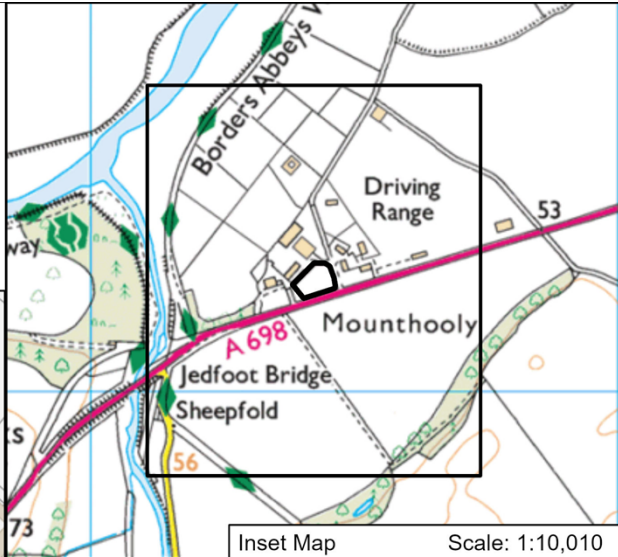 Borders Abbeys W
Driving
Range
53
way
Mounthooly
A 698
Jedfoot Bridge
Sheepfold
KS
56
73
Inset Map
Scale: 1:10,010